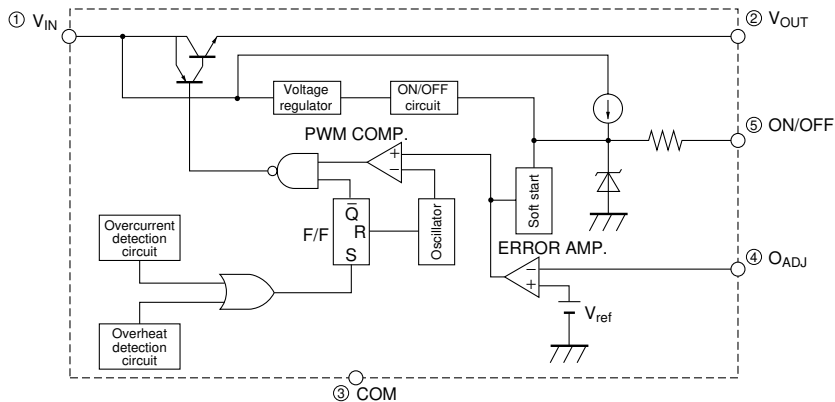 ① VIN
② VOUT
Voltage
regulator
ON/OFF
circuit
⑤ ON/OFF
PWM COMP.
+
−
Soft start
Q̅
R
S
F/F
Oscillator
Overcurrent
detection
circuit
ERROR AMP.
−
+
④ OADJ
Vref
Overheat
detection
circuit
③ COM